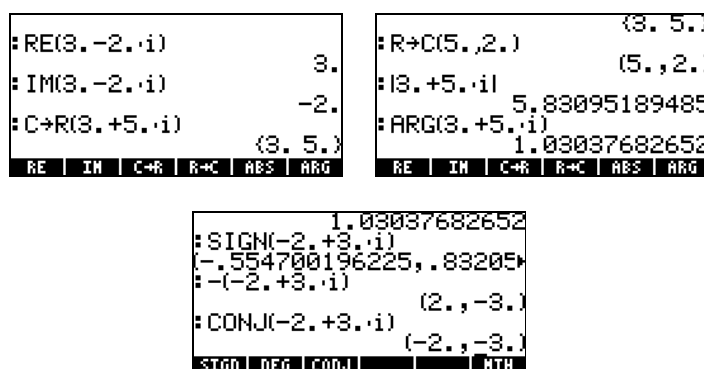 :RE(3.-2.·i)
3.
:IM(3.-2.·i)
-2.
:C→R(3.+5.·i)
{3. 5.}
RE IM C→R R→C ABS ARG
{3. 5.}
:R→C(5.,2.)
(5.,2.)
:|3.+5.·i|
5.83095189485
:ARG(3.+5.·i)
1.03037682652
RE IM C→R R→C ABS ARG
1.03037682652
:SIGN(-2.+3.·i)
(-.554700196225,.83205▶
:-(-2.+3.·i)
(2.,-3.)
:CONJ(-2.+3.·i)
(-2.,-3.)
SIGN NEG CONJ MTH